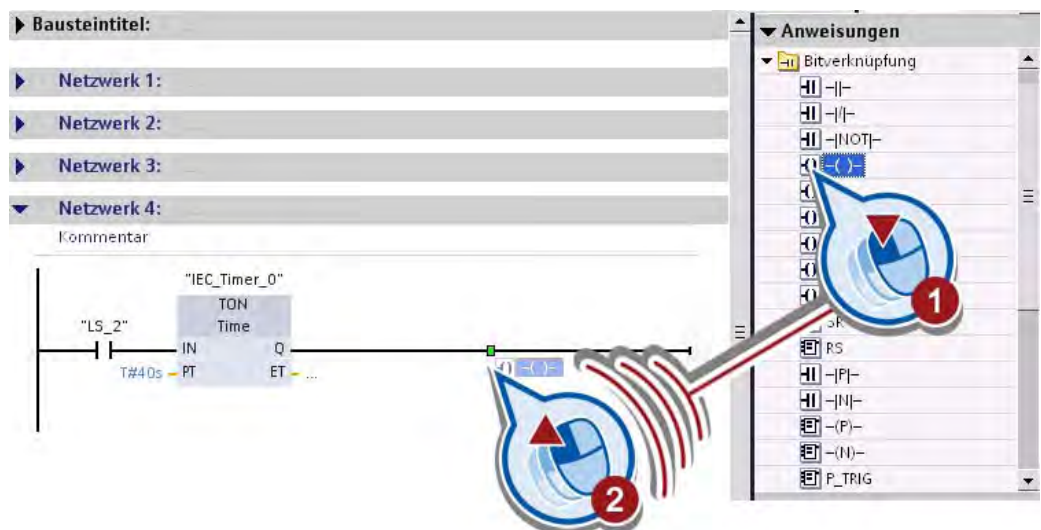 Bausteintitel:
Netzwerk 1:
Netzwerk 2:
Netzwerk 3:
Netzwerk 4:
Kommentar
"IEC_Timer_0"
TON
Time
"LS_2"
IN Q
T#40s PT ET ...
Anweisungen
Bitverknüpfung
-||-
-|/|-
-|NOT|-
-( )-
SR
RS
-|P|-
-|N|-
-(P)-
-(N)-
P_TRIG
-( )-
1
2